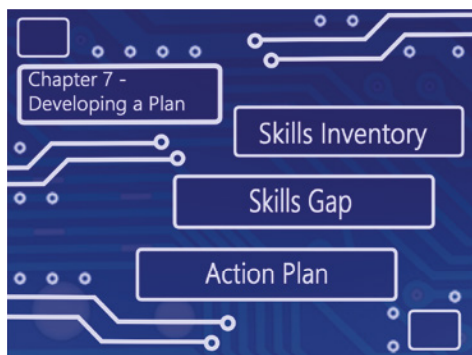 Chapter 7 -
Developing a Plan
Skills Inventory
Skills Gap
Action Plan